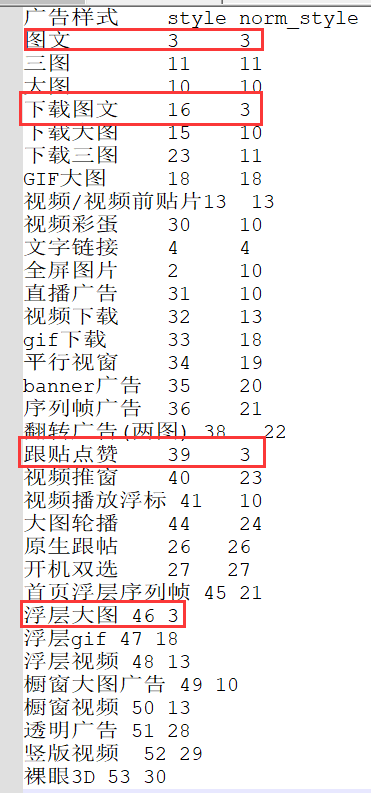 广告样式 style norm_style
图文 3 3
三图 11 11
大图 10 10
下载图文 16 3
下载大图 15 10
下载三图 23 11
GIF大图 18 18
视频/视频前贴片13 13
视频彩蛋 30 10
文字链接 4 4
全屏图片 2 10
直播广告 31 10
视频下载 32 13
gif下载 33 18
平行视窗 34 19
banner广告 35 20
序列帧广告 36 21
翻转广告(两图) 38 22
跟贴点赞 39 3
视频推窗 40 23
视频播放浮标 41 10
大图轮播 44 24
原生跟帖 26 26
开机双选 27 27
首页浮层序列帧 45 21
浮层大图 46 3
浮层gif 47 18
浮层视频 48 13
橱窗大图广告 49 10
橱窗视频 50 13
透明广告 51 28
竖版视频 52 29
裸眼3D 53 30